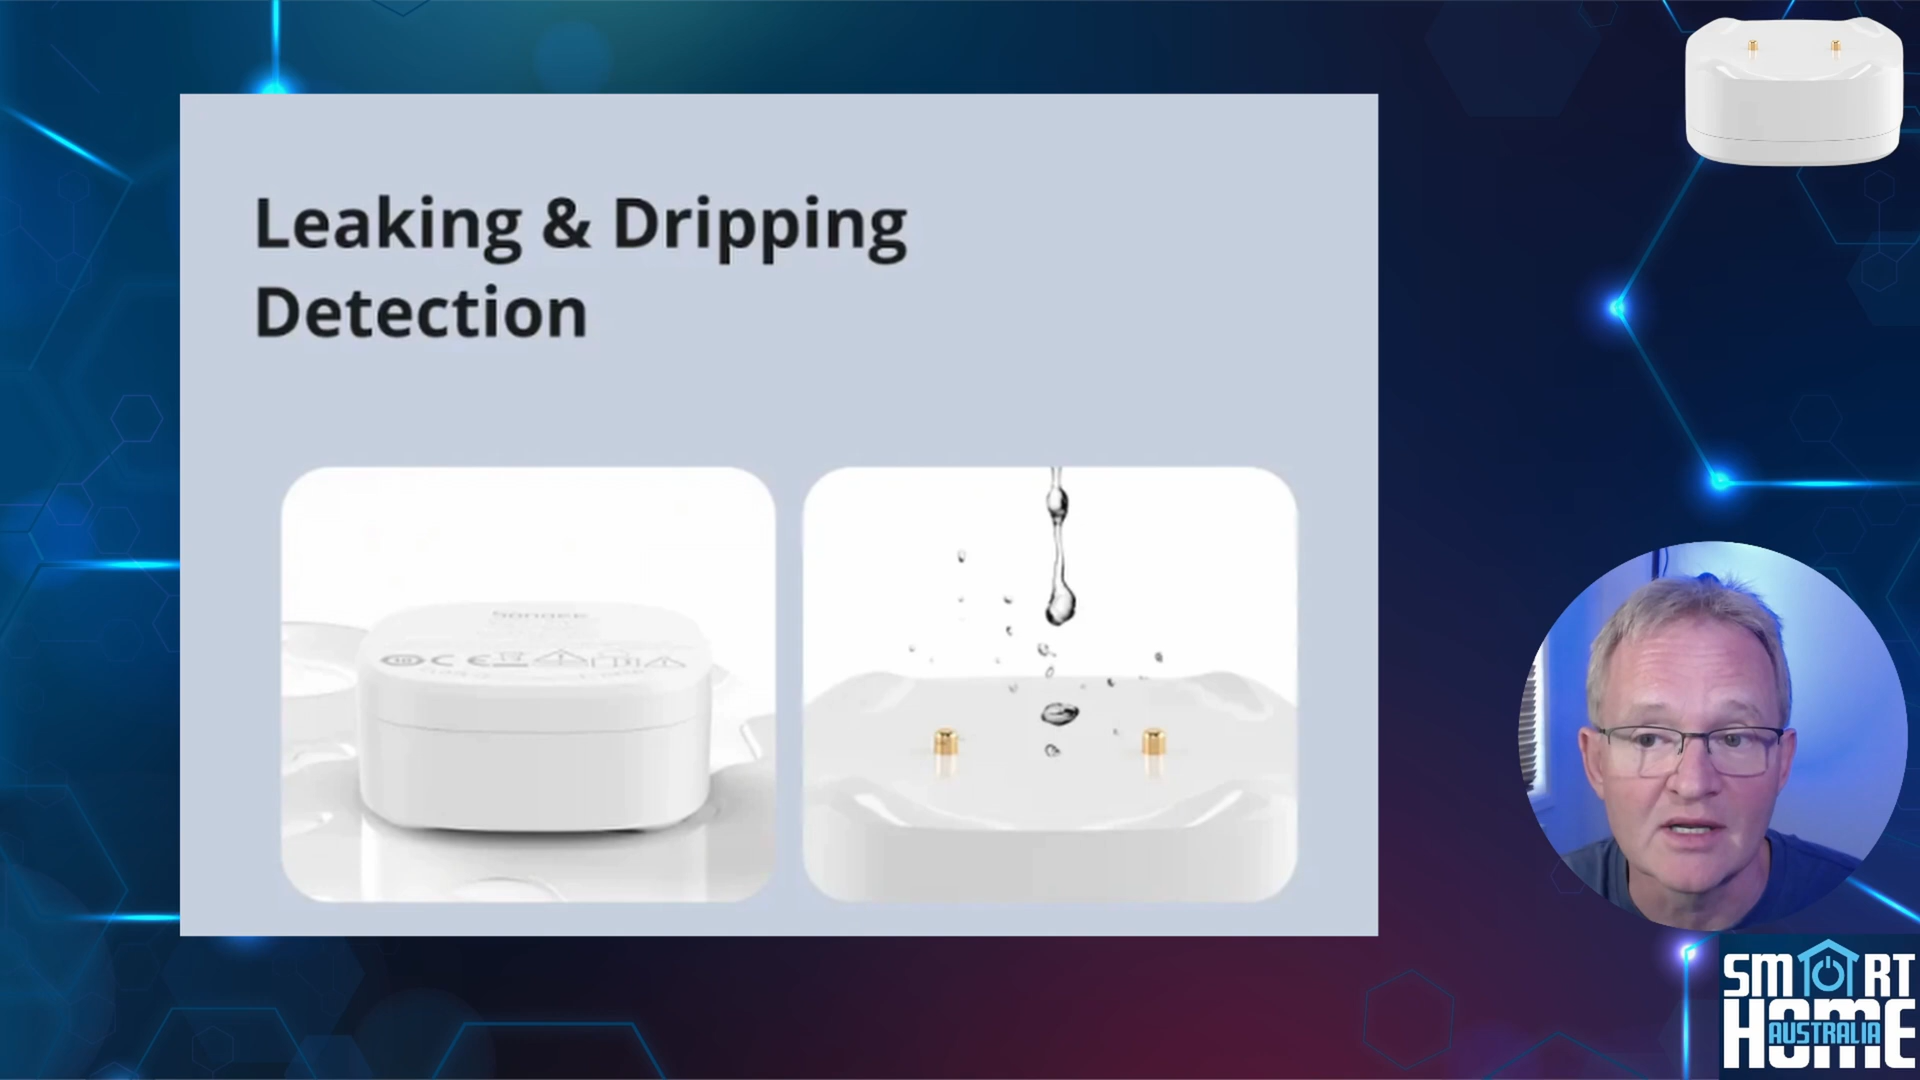 Leaking & Dripping
Detection
SMART
HOME
AUSTRALIA